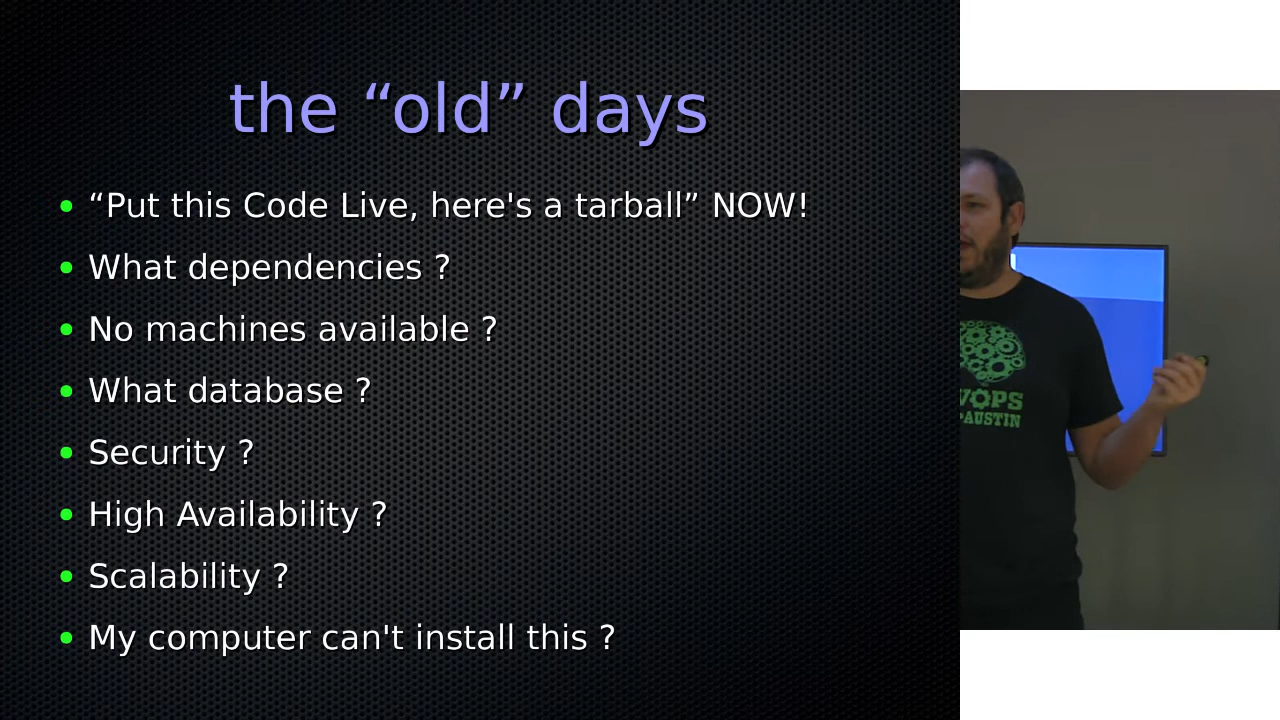 the “old” days
“Put this Code Live, here's a tarball” NOW!
What dependencies ?
No machines available ?
What database ?
Security ?
High Availability ?
Scalability ?
My computer can't install this ?
VOPS
AUSTIN